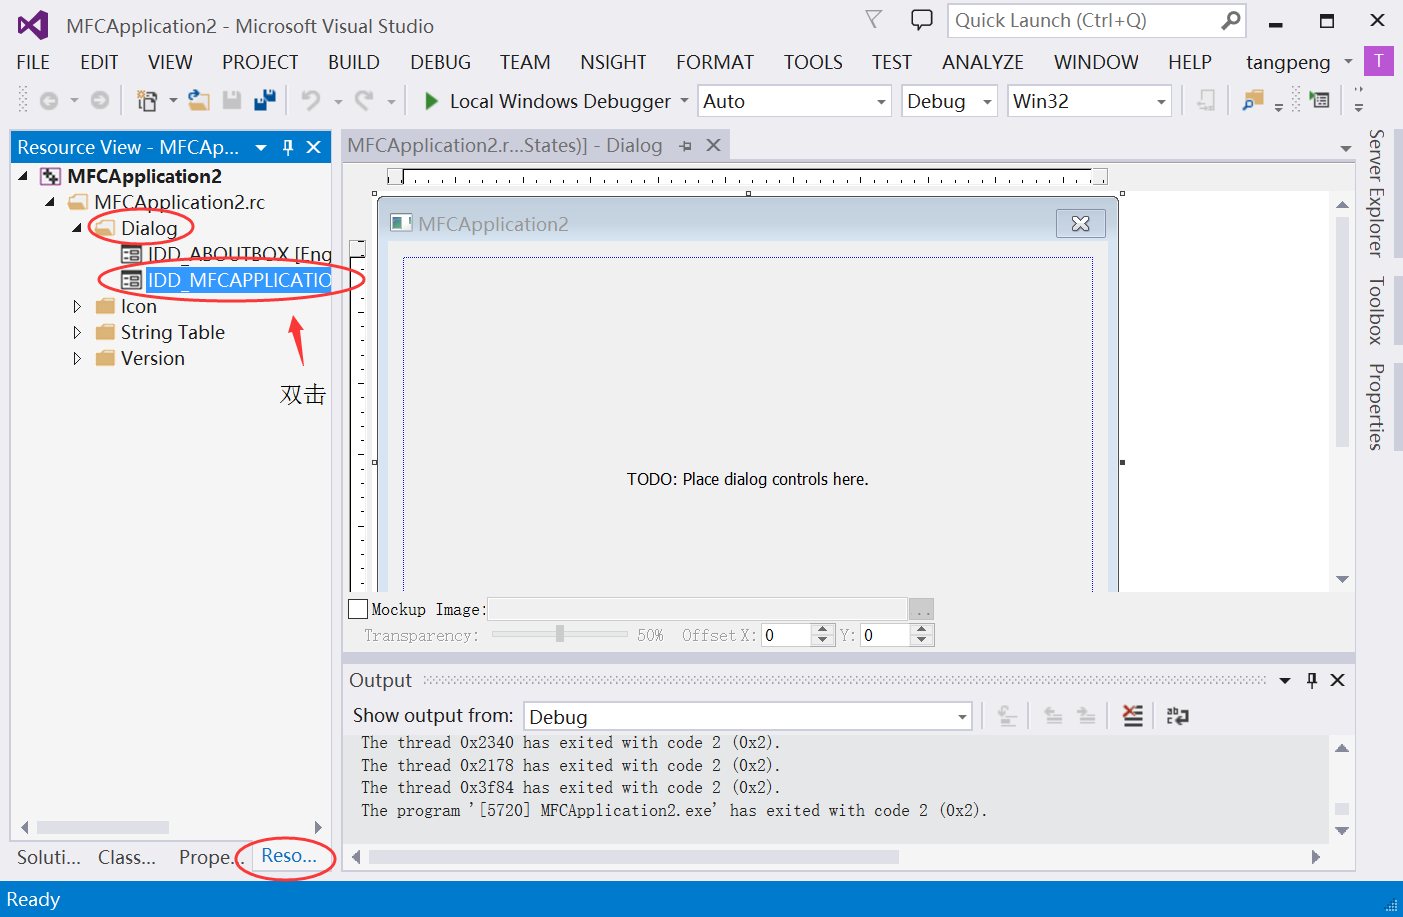 MFCApplication2 - Microsoft Visual Studio
Quick Launch (Ctrl+Q)
FILE EDIT VIEW PROJECT BUILD DEBUG TEAM NSIGHT FORMAT TOOLS TEST ANALYZE WINDOW HELP tangpeng T
Local Windows Debugger Auto Debug Win32
Resource View - MFCAp...
MFCApplication2
MFCApplication2.rc
Dialog
IDD_ABOUTBOX [Eng
IDD_MFCAPPLICATIO
Icon
String Table
Version
双击
Soluti... Class... Prope... Reso...
MFCApplication2.r...States)] - Dialog
MFCApplication2
TODO: Place dialog controls here.
Mockup Image: ..
Transparency: 50% Offset X: 0 Y: 0
Output
Show output from: Debug
The thread 0x2340 has exited with code 2 (0x2).
The thread 0x2178 has exited with code 2 (0x2).
The thread 0x3f84 has exited with code 2 (0x2).
The program '[5720] MFCApplication2.exe' has exited with code 2 (0x2).
Server Explorer
Toolbox
Properties
Ready